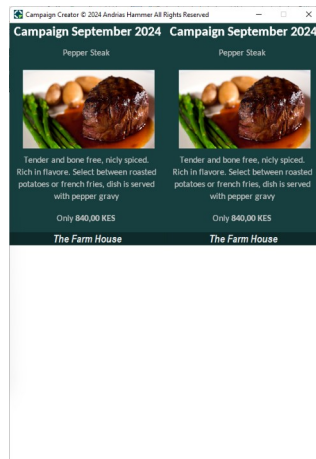 Campaign Creator © 2024 Andrias Hammer All Rights Reserved
Campaign September 2024
Pepper Steak
Tender and bone free, nicly spiced.
Rich in flavore. Select between roasted
potatoes or french fries, dish is served
with pepper gravy
Only 840,00 KES
The Farm House
Campaign September 2024
Pepper Steak
Tender and bone free, nicly spiced.
Rich in flavore. Select between roasted
potatoes or french fries, dish is served
with pepper gravy
Only 840,00 KES
The Farm House